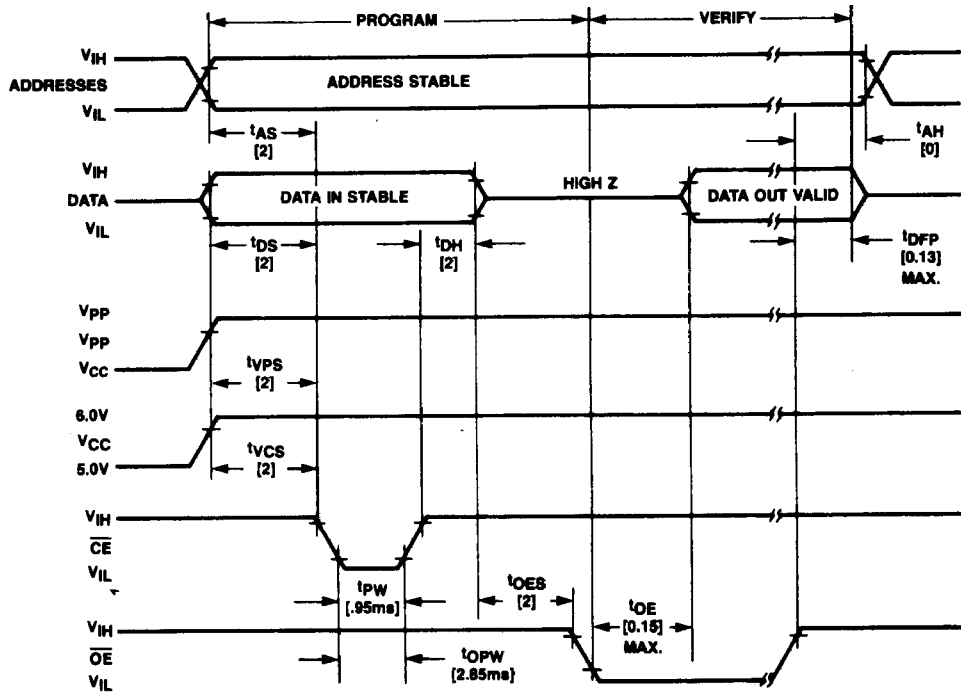 PROGRAM
VERIFY
VIH
ADDRESSES
VIL
ADDRESS STABLE
tAS
[2]
tAH
[0]
VIH
DATA
VIL
DATA IN STABLE
HIGH Z
DATA OUT VALID
tDS
[2]
tDH
[2]
tDFP
[0.13]
MAX.
VPP
VPP
VCC
tVPS
[2]
6.0V
VCC
5.0V
tVCS
[2]
VIH
CE
VIL
tPW
[.95ms]
tOES
[2]
tOE
[0.15]
MAX.
VIH
OE
VIL
tOPW
[2.85ms]